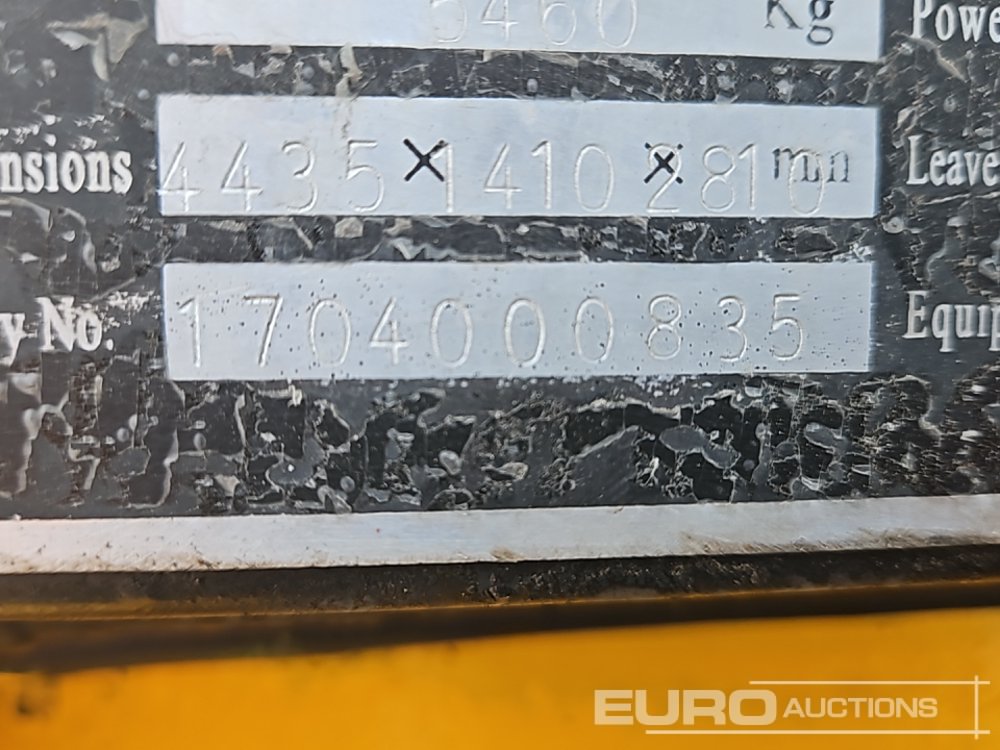 5460 Kg Powe
nsions 4435×1410×2810 mm Leave
y No. 1704000835 Equip
EURO AUCTIONS